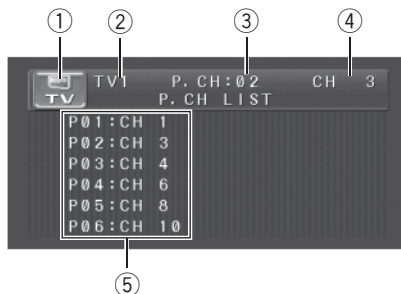 ① ② ③ ④
TV TV1 P.CH:02 CH 3
P.CH LIST
P01:CH 1
P02:CH 3
P03:CH 4
P04:CH 6
P05:CH 8
P06:CH 10
⑤